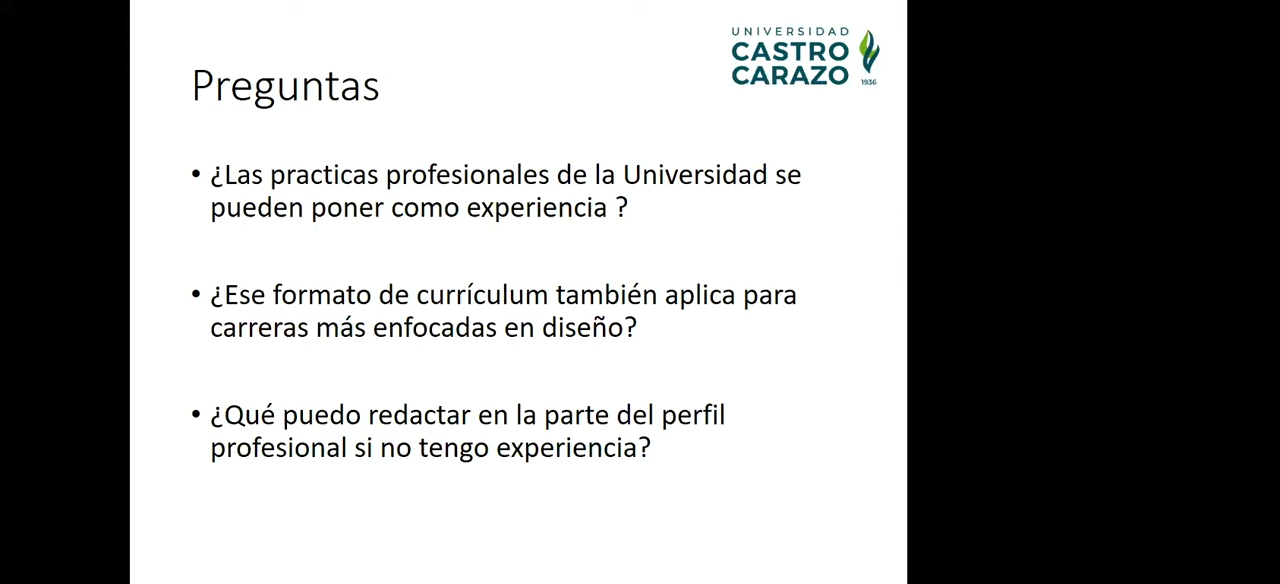 UNIVERSIDAD
CASTRO
CARAZO
1936
Preguntas
• ¿Las practicas profesionales de la Universidad se
pueden poner como experiencia ?
• ¿Ese formato de currículum también aplica para
carreras más enfocadas en diseño?
• ¿Qué puedo redactar en la parte del perfil
profesional si no tengo experiencia?